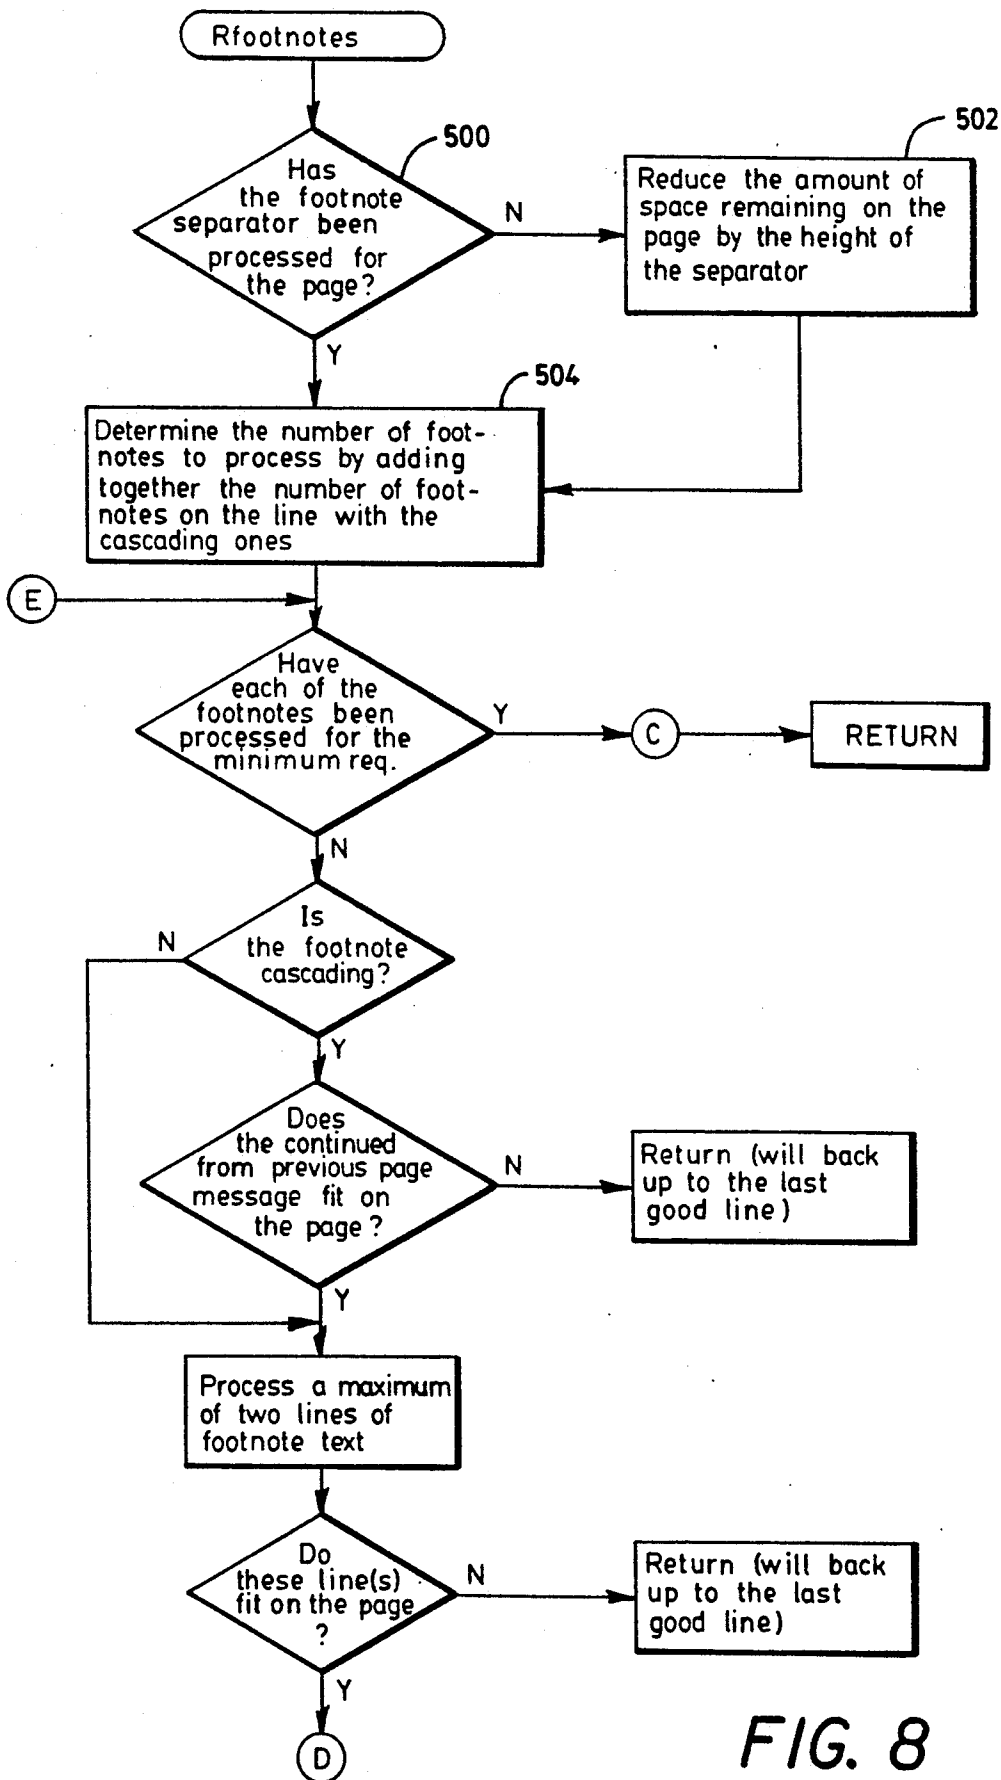 Rfootnotes
500
Has
the footnote
separator been
processed for
the page?
N
502
Reduce the amount of
space remaining on the
page by the height of
the separator
Y
504
Determine the number of foot-
notes to process by adding
together the number of foot-
notes on the line with the
cascading ones
E
Have
each of the
footnotes been
processed for the
minimum req.
Y
C
RETURN
N
Is
the footnote
cascading?
N
Y
Does
the continued
from previous page
message fit on
the page?
N
Return (will back
up to the last
good line)
Y
Process a maximum
of two lines of
footnote text
Do
these line(s)
fit on the page
?
N
Return (will back
up to the last
good line)
Y
D
FIG. 8